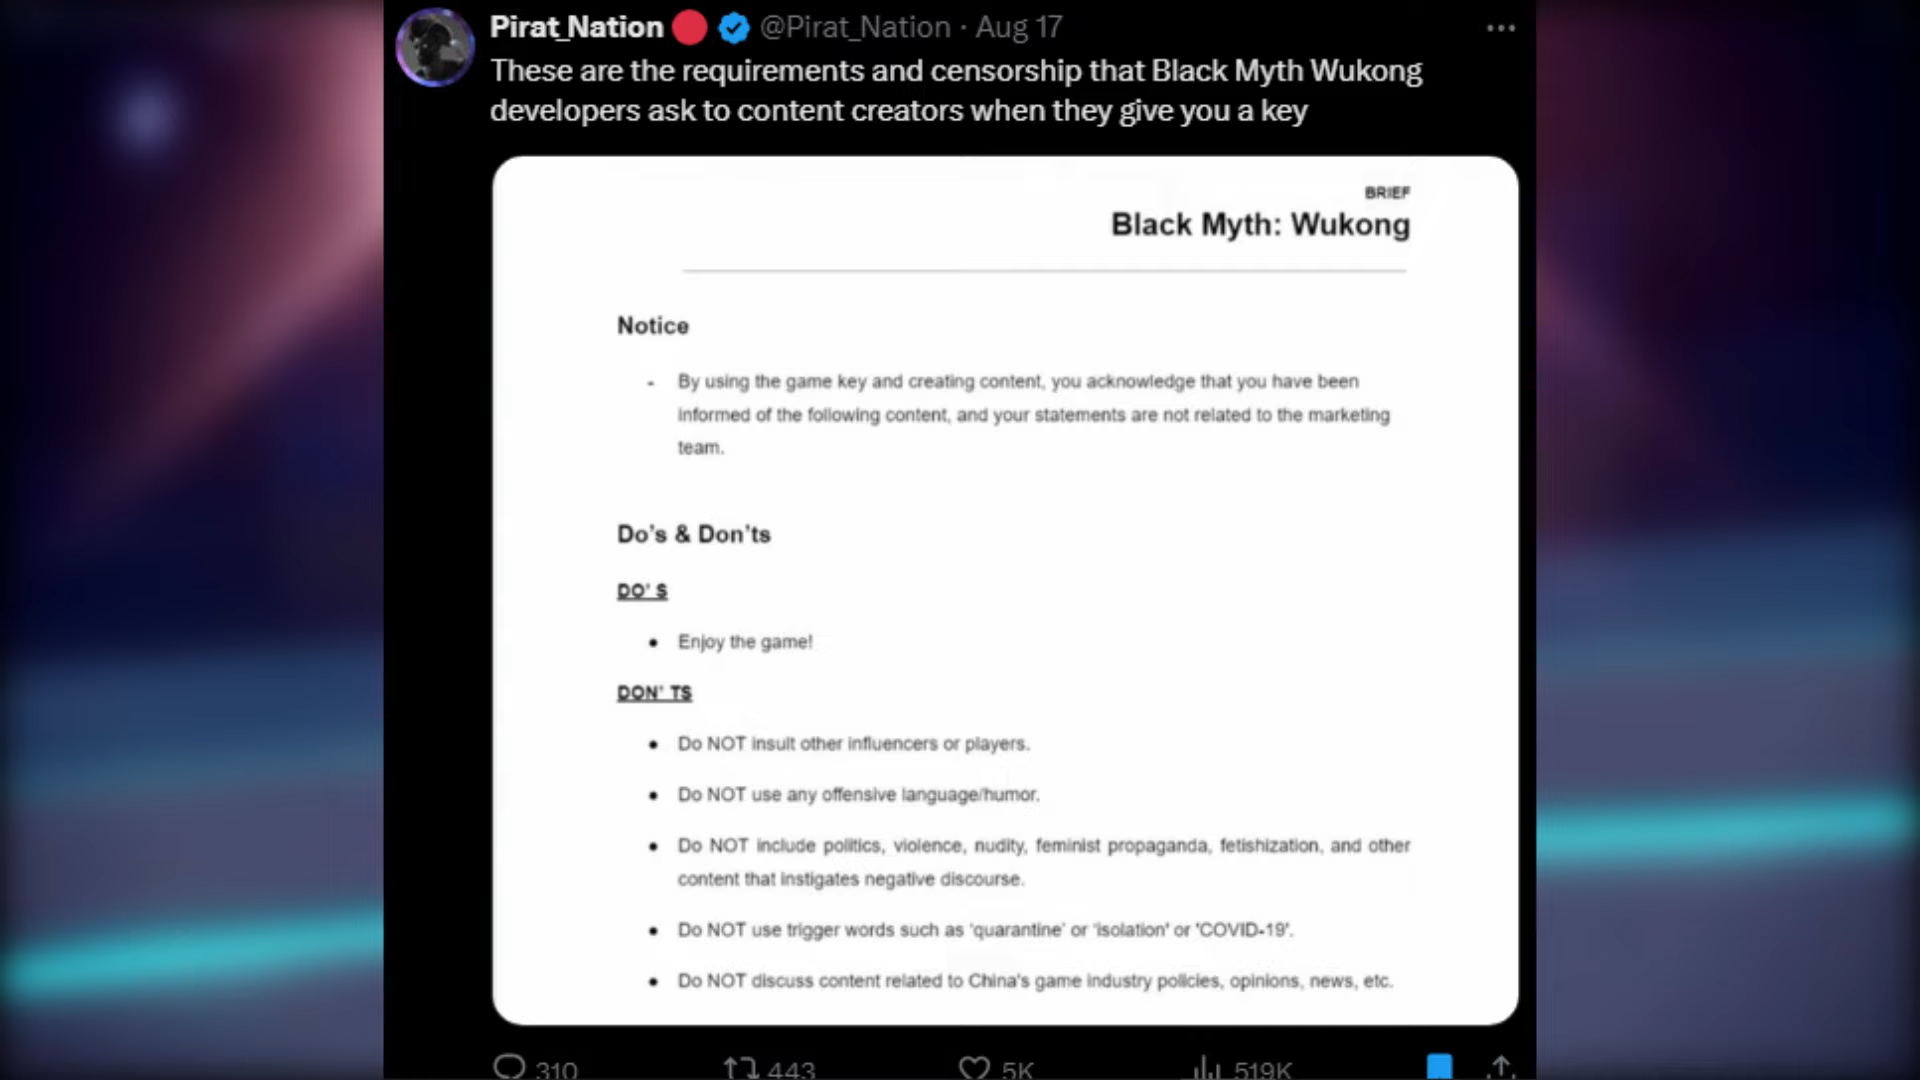 Pirat_Nation @Pirat_Nation · Aug 17
These are the requirements and censorship that Black Myth Wukong
developers ask to content creators when they give you a key
BRIEF
Black Myth: Wukong
Notice
- By using the game key and creating content, you acknowledge that you have been
informed of the following content, and your statements are not related to the marketing
team.
Do's & Don'ts
DO' S
• Enjoy the game!
DON' TS
• Do NOT insult other influencers or players.
• Do NOT use any offensive language/humor.
• Do NOT include politics, violence, nudity, feminist propaganda, fetishization, and other
content that instigates negative discourse.
• Do NOT use trigger words such as 'quarantine' or 'isolation' or 'COVID-19'.
• Do NOT discuss content related to China's game industry policies, opinions, news, etc.
310 443 5K 519K